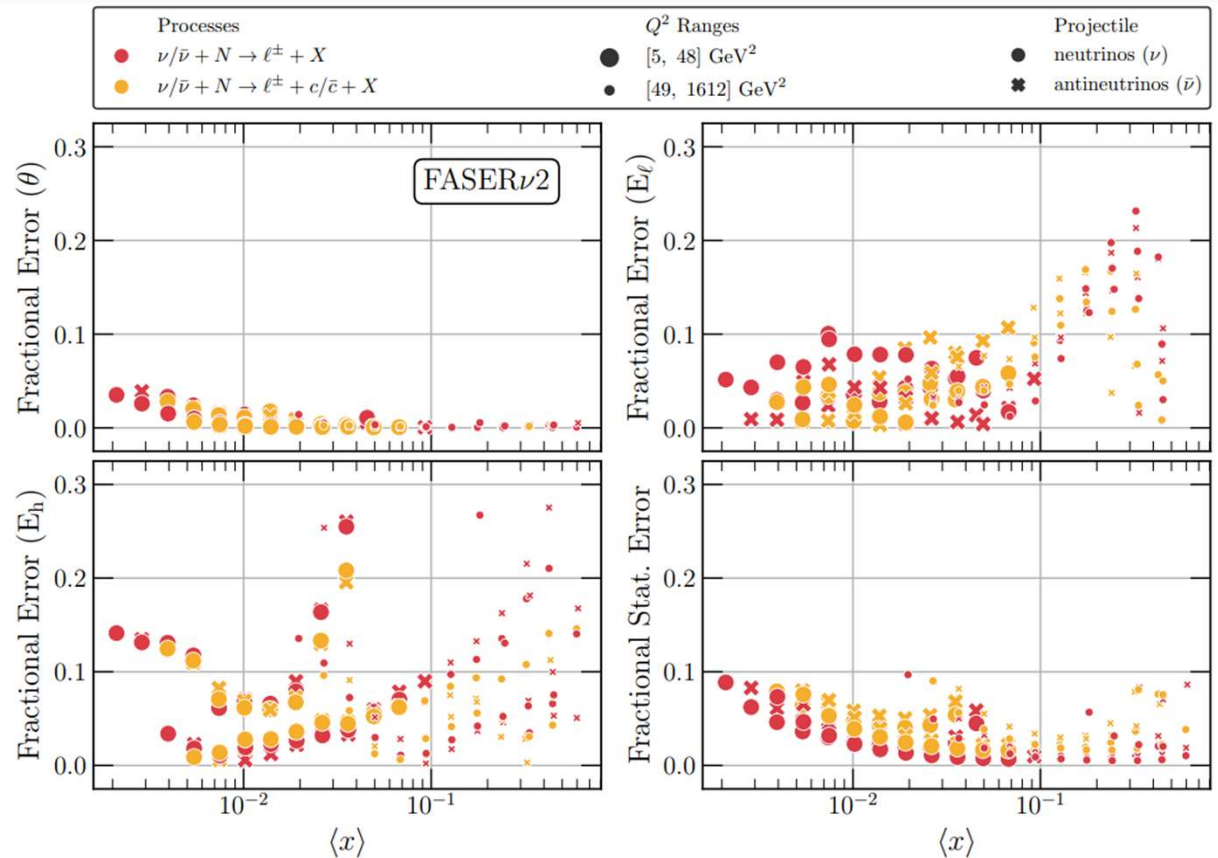 Processes
ν/ν̄ + N → ℓ± + X
ν/ν̄ + N → ℓ± + c/c̄ + X
Q² Ranges
[5, 48] GeV²
[49, 1612] GeV²
Projectile
neutrinos (ν)
antineutrinos (ν̄)
Fractional Error (θ)
0.3
0.2
0.1
0.0
FASERν2
Fractional Error (Eℓ)
0.3
0.2
0.1
0.0
Fractional Error (Eₕ)
0.3
0.2
0.1
0.0
10⁻²
10⁻¹
⟨x⟩
Fractional Stat. Error
0.3
0.2
0.1
0.0
10⁻²
10⁻¹
⟨x⟩